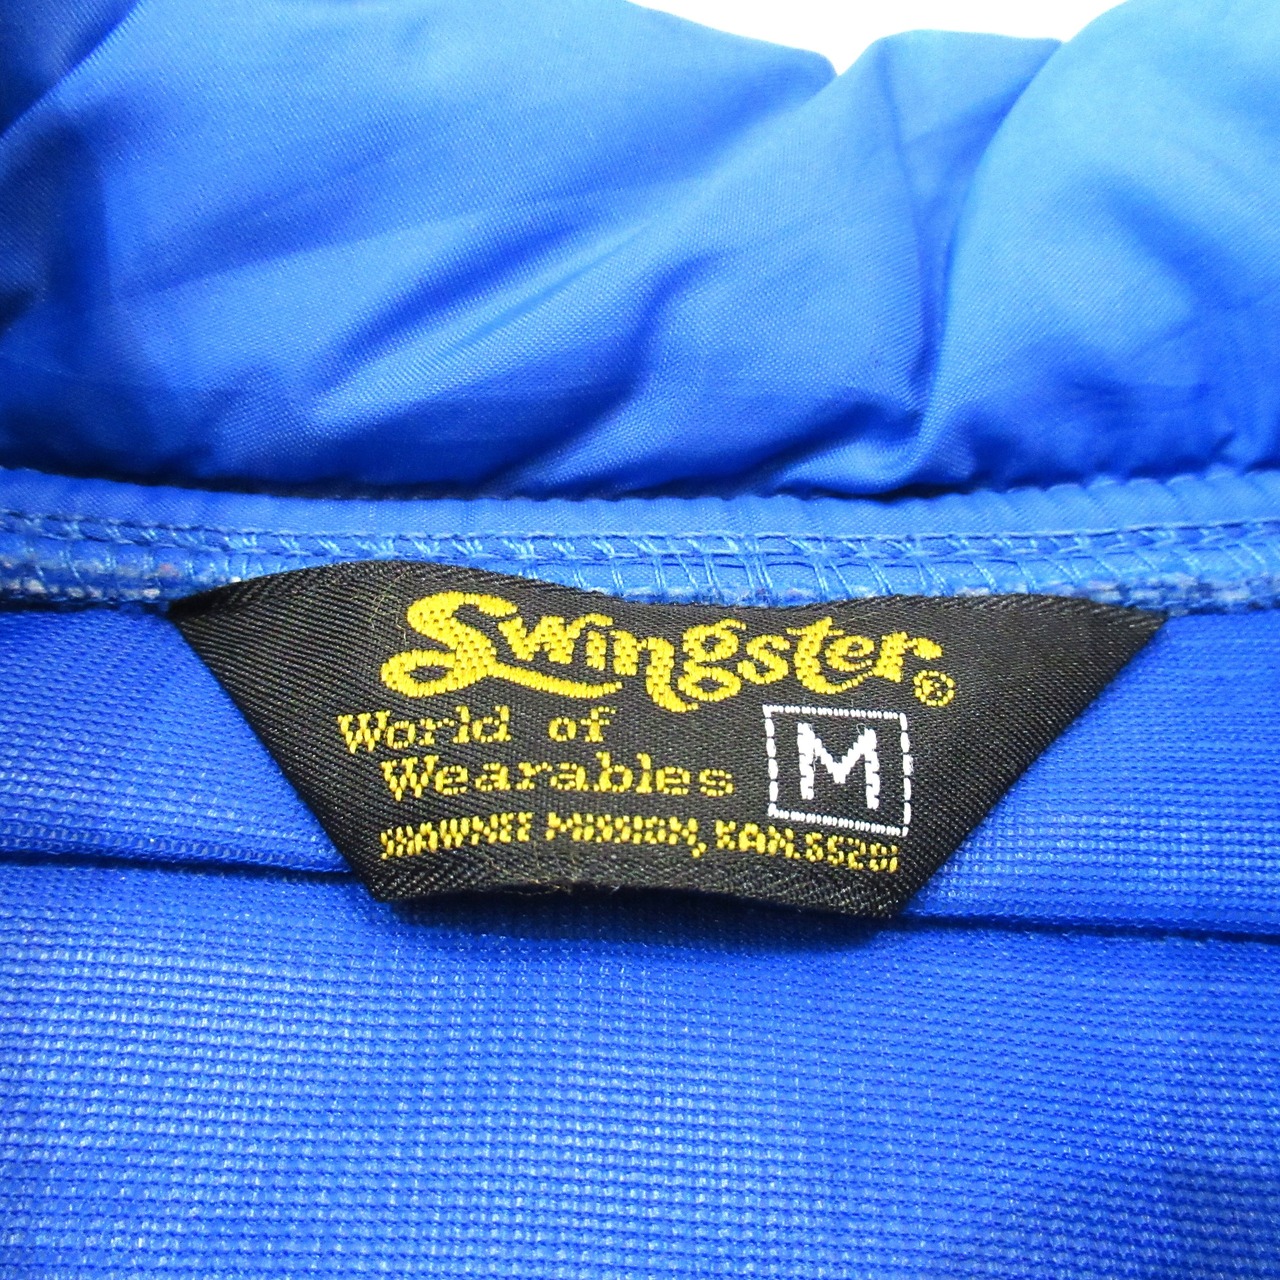 Swingster®
World of
Wearables
M
SHAWNEE MISSION, KAN. 66201